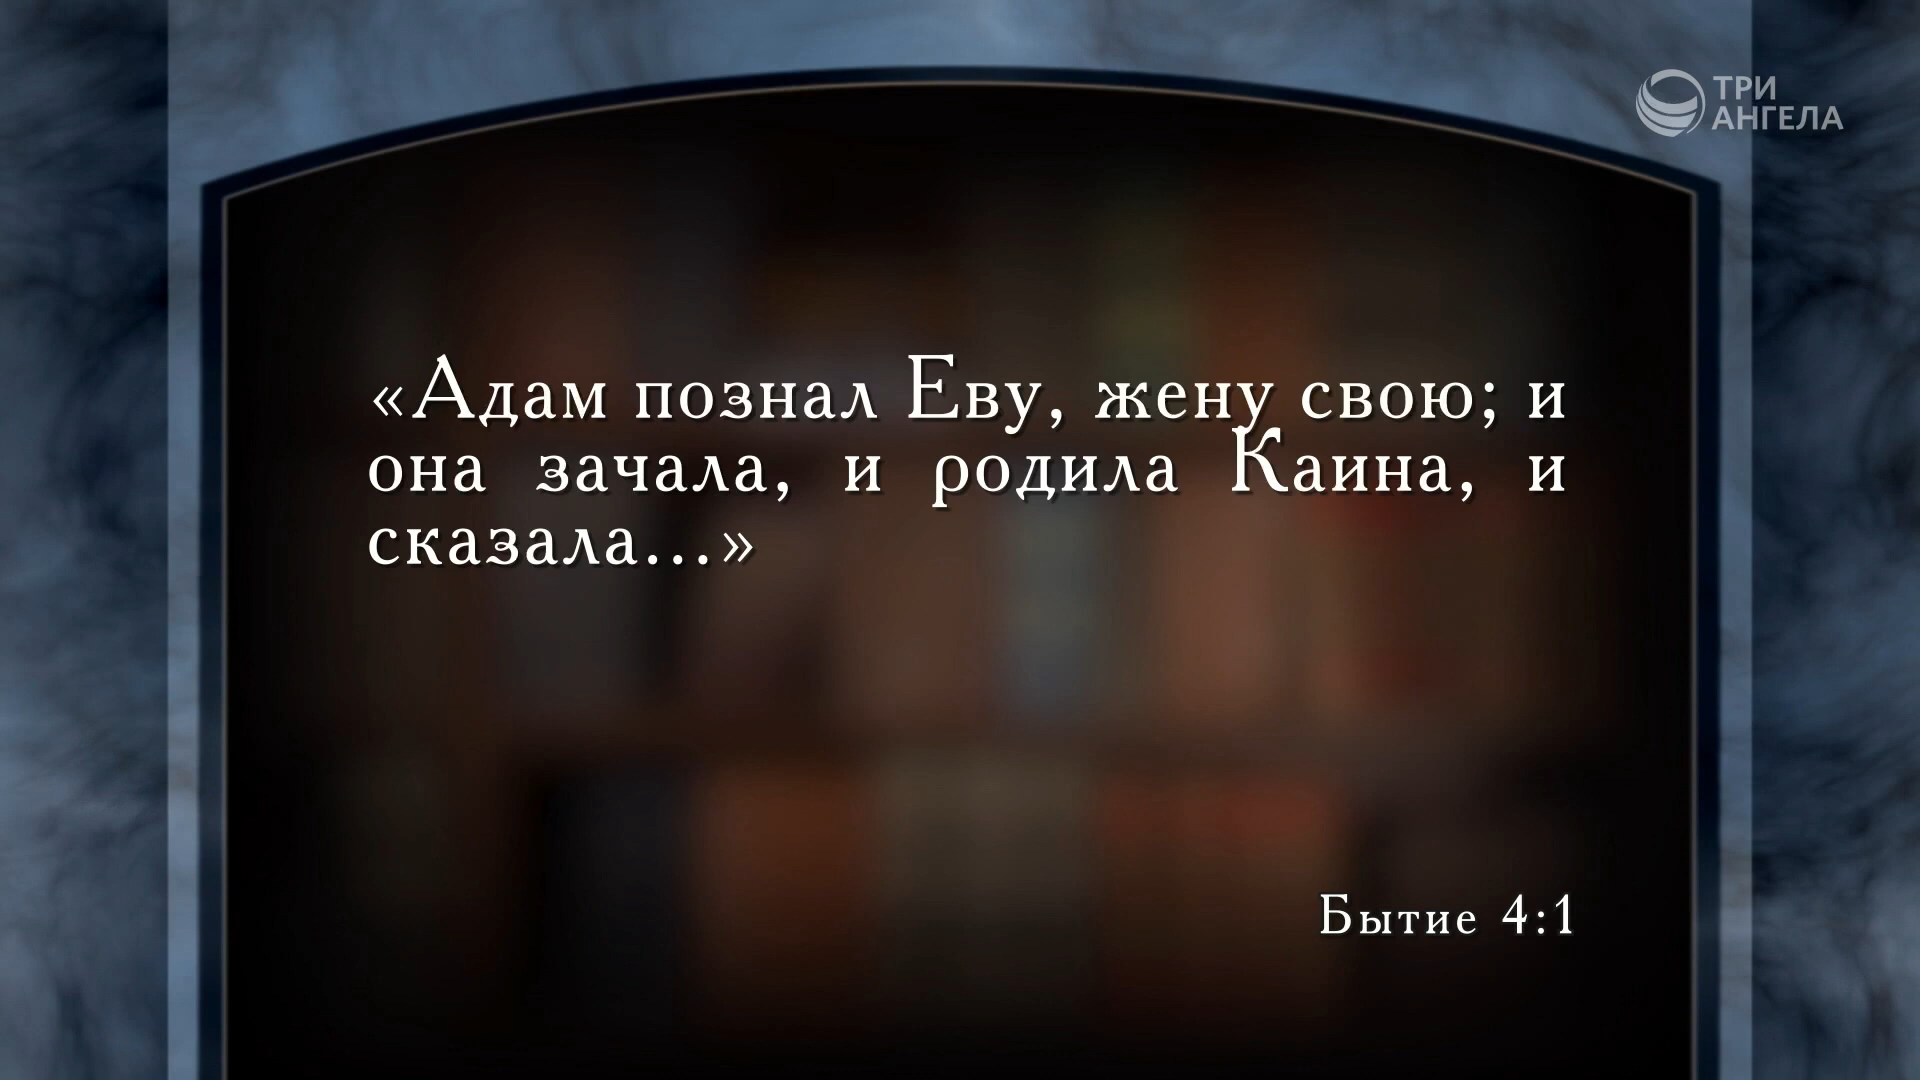 ТРИ
АНГЕЛА
«Адам познал Еву, жену свою; и
она зачала, и родила Каина, и
сказала...»
Бытие 4:1